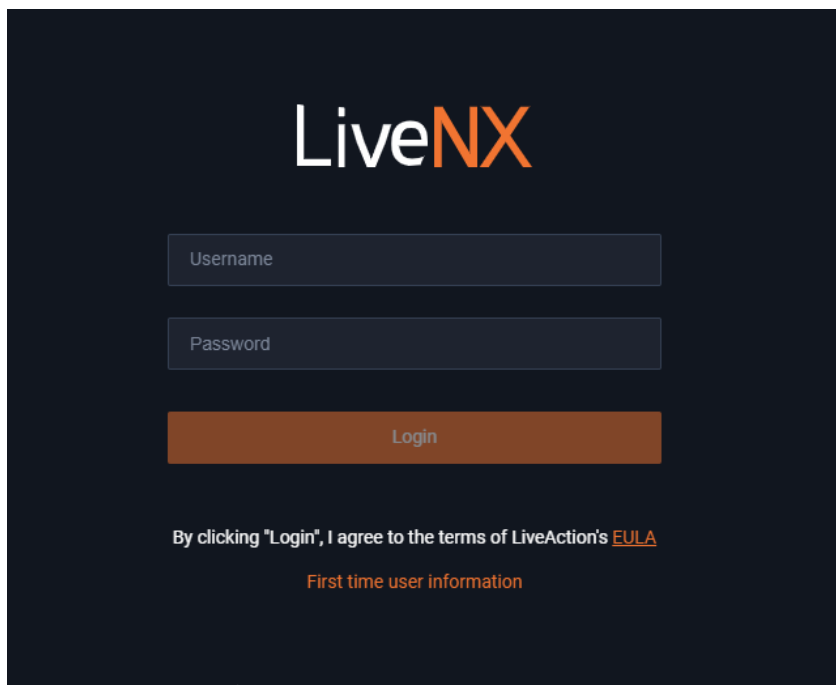 LiveNX
Username
Password
Login
By clicking "Login", I agree to the terms of LiveAction's EULA
First time user information